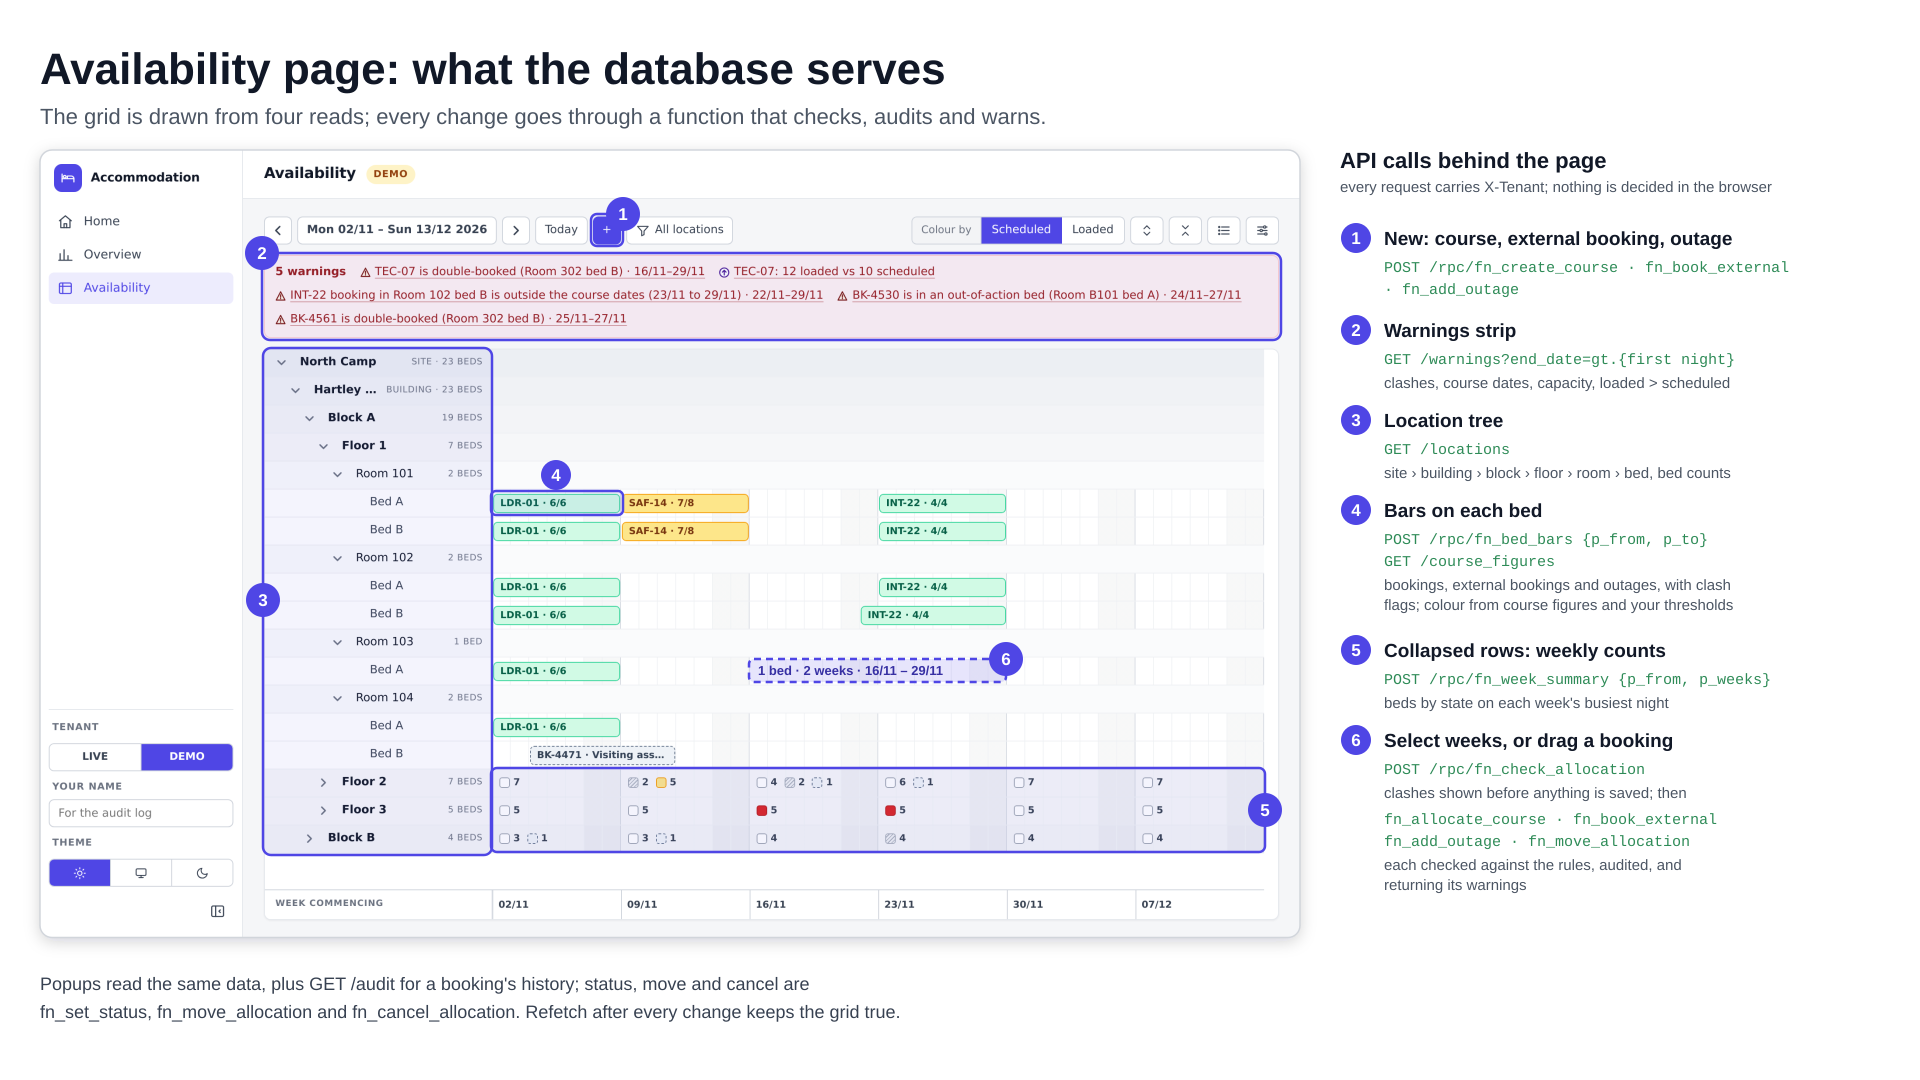 Availability page: what the database serves
The grid is drawn from four reads; every change goes through a function that checks, audits and warns.
Accommodation
Home
Overview
Availability
TENANT
LIVE DEMO
YOUR NAME
For the audit log
THEME
Availability DEMO
Mon 02/11 – Sun 13/12 2026 Today + 1 All locations Colour by Scheduled Loaded
2
5 warnings TEC-07 is double-booked (Room 302 bed B) · 16/11–29/11 TEC-07: 12 loaded vs 10 scheduled
INT-22 booking in Room 102 bed B is outside the course dates (23/11 to 29/11) · 22/11–29/11 BK-4530 is in an out-of-action bed (Room B101 bed A) · 24/11–27/11
BK-4561 is double-booked (Room 302 bed B) · 25/11–27/11
North Camp SITE · 23 BEDS
Hartley ... BUILDING · 23 BEDS
Block A 19 BEDS
Floor 1 7 BEDS
Room 101 2 BEDS 4
Bed A LDR-01 · 6/6 SAF-14 · 7/8 INT-22 · 4/4
Bed B LDR-01 · 6/6 SAF-14 · 7/8 INT-22 · 4/4
Room 102 2 BEDS
Bed A LDR-01 · 6/6 INT-22 · 4/4
3
Bed B LDR-01 · 6/6 INT-22 · 4/4
Room 103 1 BED
Bed A LDR-01 · 6/6 1 bed · 2 weeks · 16/11 – 29/11 6
Room 104 2 BEDS
Bed A LDR-01 · 6/6
Bed B BK-4471 · Visiting ass...
Floor 2 7 BEDS 7 2 5 4 2 1 6 1 7 7
Floor 3 5 BEDS 5 5 5 5 5 5 5
Block B 4 BEDS 3 1 3 1 4 4 4 4
WEEK COMMENCING 02/11 09/11 16/11 23/11 30/11 07/12
API calls behind the page
every request carries X-Tenant; nothing is decided in the browser
1 New: course, external booking, outage
POST /rpc/fn_create_course · fn_book_external
· fn_add_outage
2 Warnings strip
GET /warnings?end_date=gt.{first night}
clashes, course dates, capacity, loaded > scheduled
3 Location tree
GET /locations
site › building › block › floor › room › bed, bed counts
4 Bars on each bed
POST /rpc/fn_bed_bars {p_from, p_to}
GET /course_figures
bookings, external bookings and outages, with clash
flags; colour from course figures and your thresholds
5 Collapsed rows: weekly counts
POST /rpc/fn_week_summary {p_from, p_weeks}
beds by state on each week's busiest night
6 Select weeks, or drag a booking
POST /rpc/fn_check_allocation
clashes shown before anything is saved; then
fn_allocate_course · fn_book_external
fn_add_outage · fn_move_allocation
each checked against the rules, audited, and
returning its warnings
Popups read the same data, plus GET /audit for a booking's history; status, move and cancel are
fn_set_status, fn_move_allocation and fn_cancel_allocation. Refetch after every change keeps the grid true.